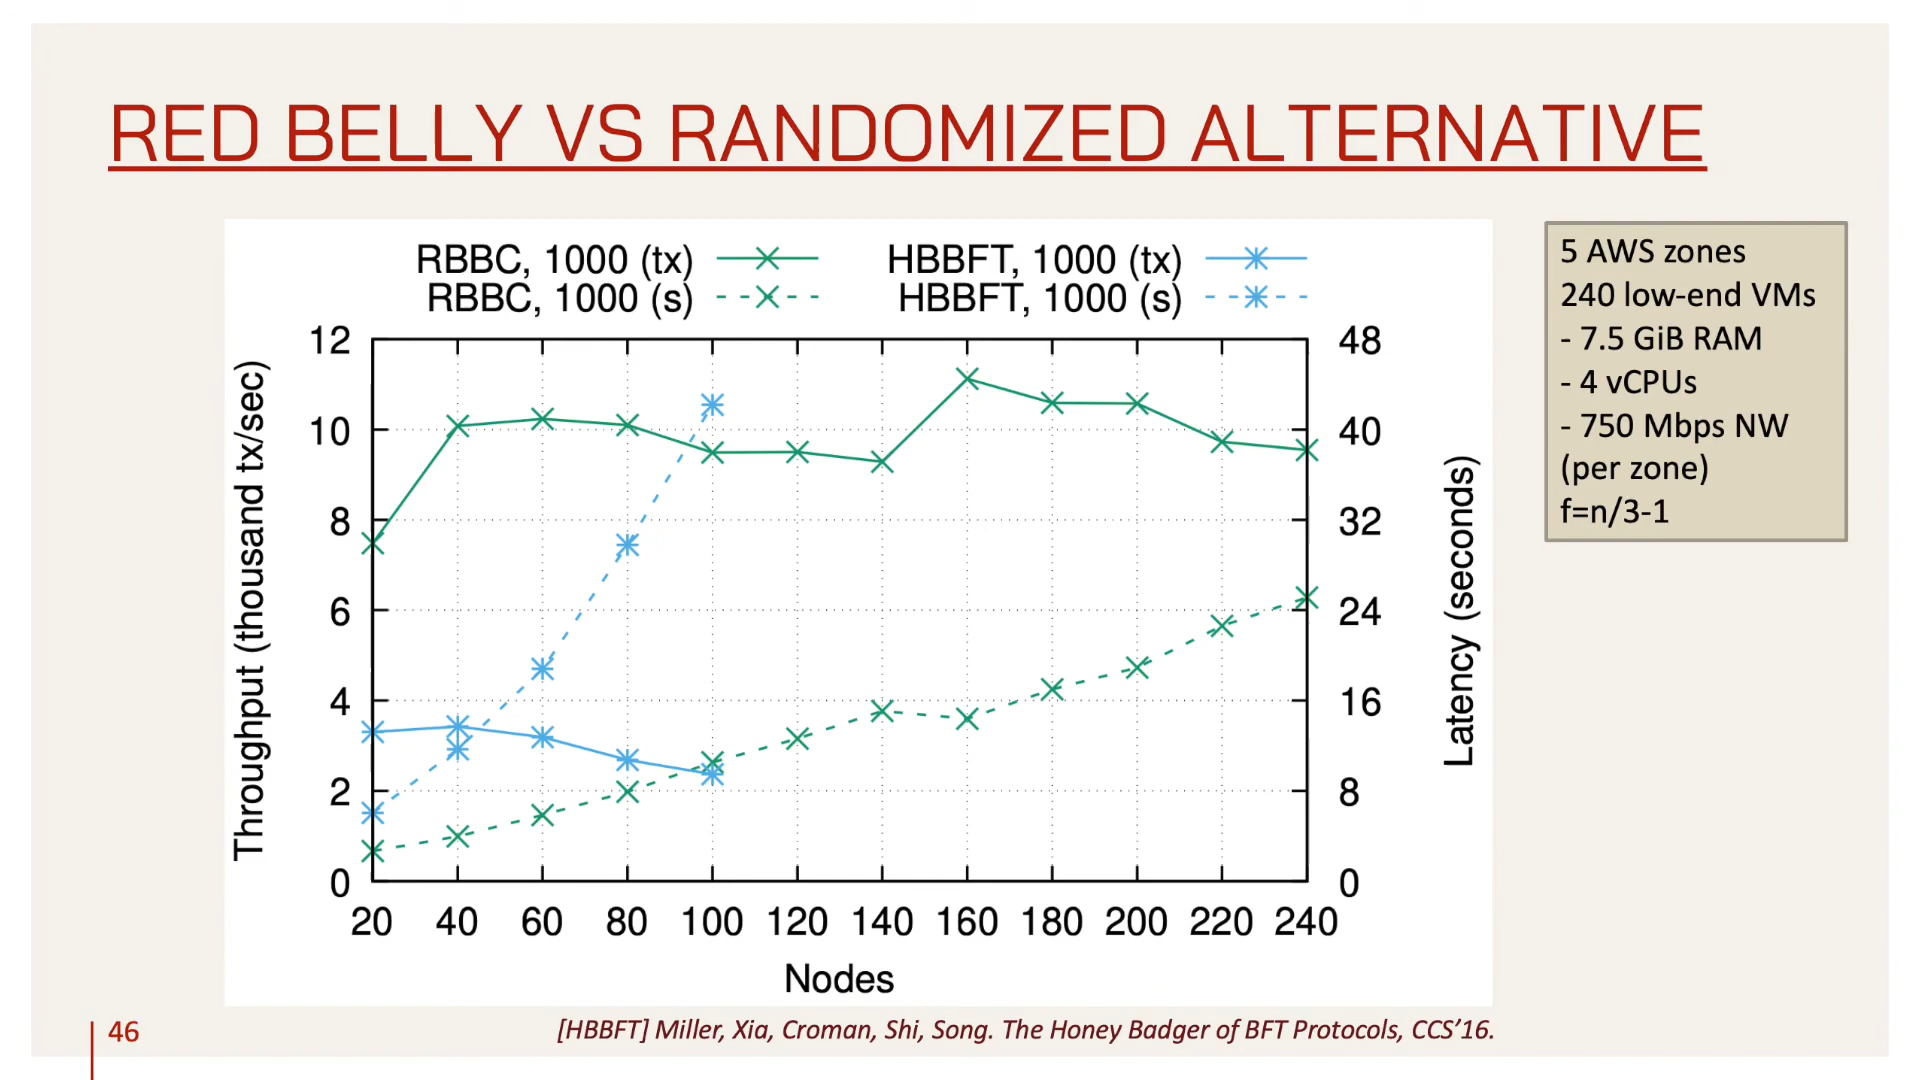 RED BELLY VS RANDOMIZED ALTERNATIVE
RBBC, 1000 (tx)
RBBC, 1000 (s)
HBBFT, 1000 (tx)
HBBFT, 1000 (s)
Throughput (thousand tx/sec)
12
10
8
6
4
2
0
48
40
32
24
16
8
0
Latency (seconds)
20 40 60 80 100 120 140 160 180 200 220 240
Nodes
5 AWS zones
240 low-end VMs
- 7.5 GiB RAM
- 4 vCPUs
- 750 Mbps NW
(per zone)
f=n/3-1
46
[HBBFT] Miller, Xia, Croman, Shi, Song. The Honey Badger of BFT Protocols, CCS’16.